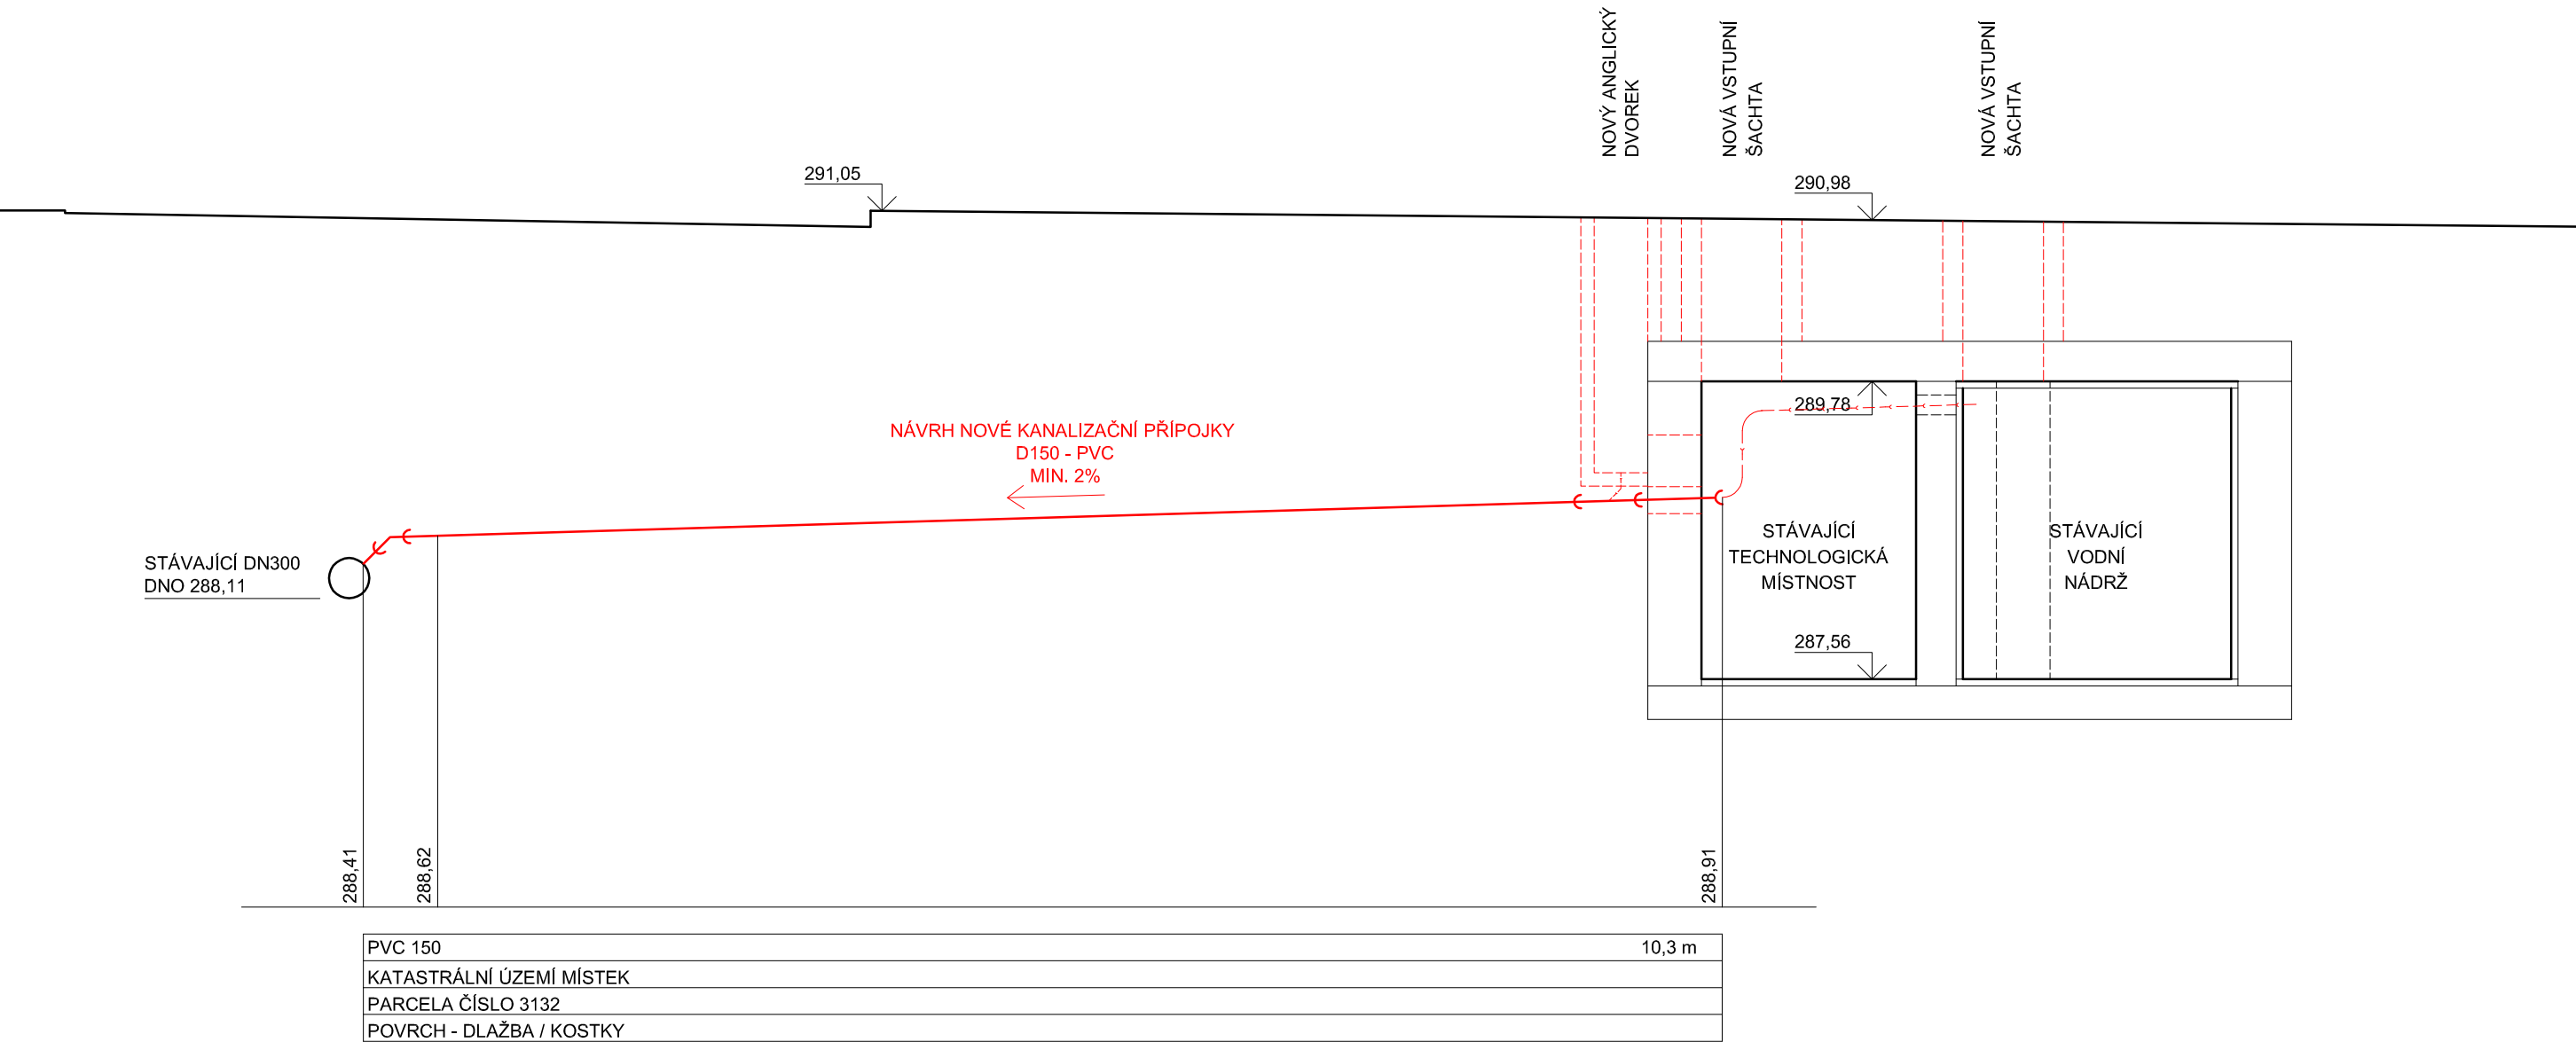 NOVÝ ANGLICKÝ
DVOREK
NOVÁ VSTUPNÍ
ŠACHTA
NOVÁ VSTUPNÍ
ŠACHTA
291,05
290,98
289,78
NÁVRH NOVÉ KANALIZAČNÍ PŘÍPOJKY
D150 - PVC
MIN. 2%
STÁVAJÍCÍ
TECHNOLOGICKÁ
MÍSTNOST
STÁVAJÍCÍ
VODNÍ
NÁDRŽ
STÁVAJÍCÍ DN300
DNO 288,11
287,56
288,41
288,62
288,91
PVC 150 10,3 m
KATASTRÁLNÍ ÚZEMÍ MÍSTEK
PARCELA ČÍSLO 3132
POVRCH - DLAŽBA / KOSTKY